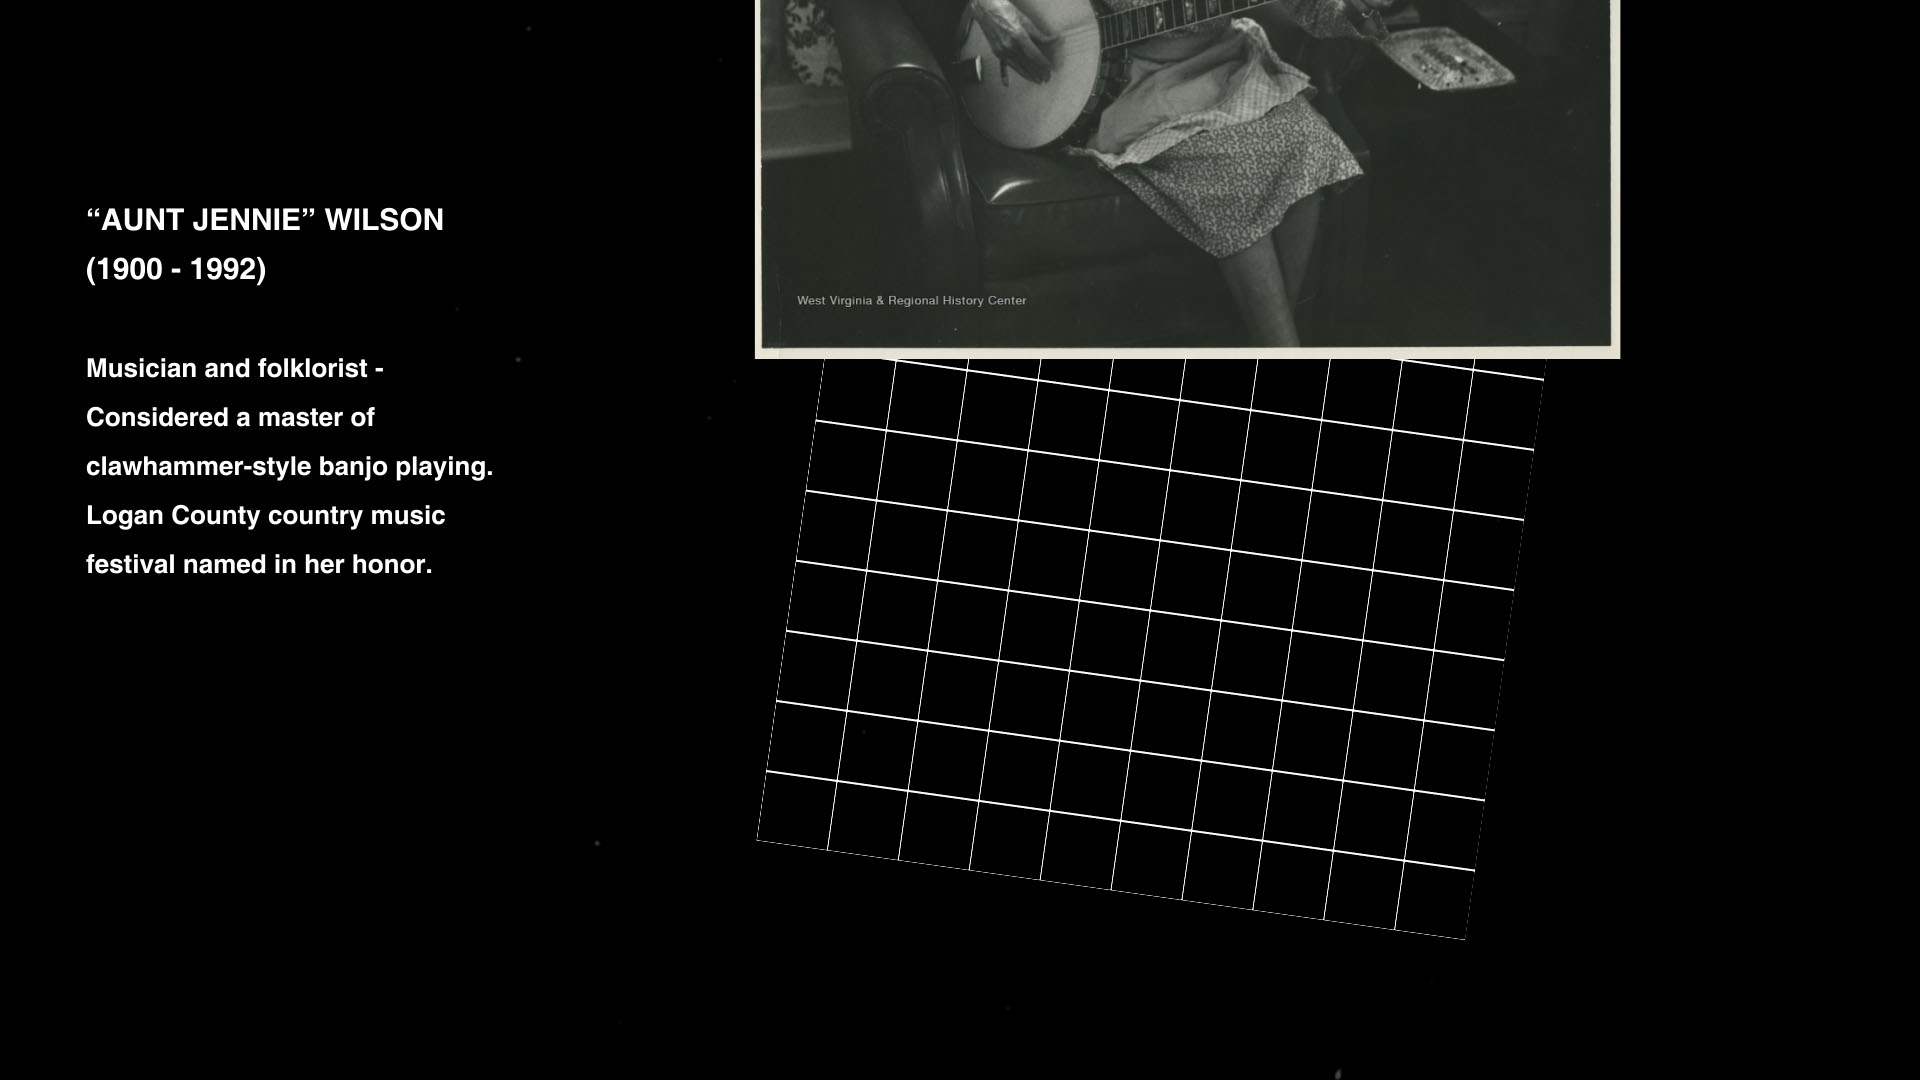 “AUNT JENNIE” WILSON
(1900 - 1992)
Musician and folklorist -
Considered a master of
clawhammer-style banjo playing.
Logan County country music
festival named in her honor.
West Virginia & Regional History Center